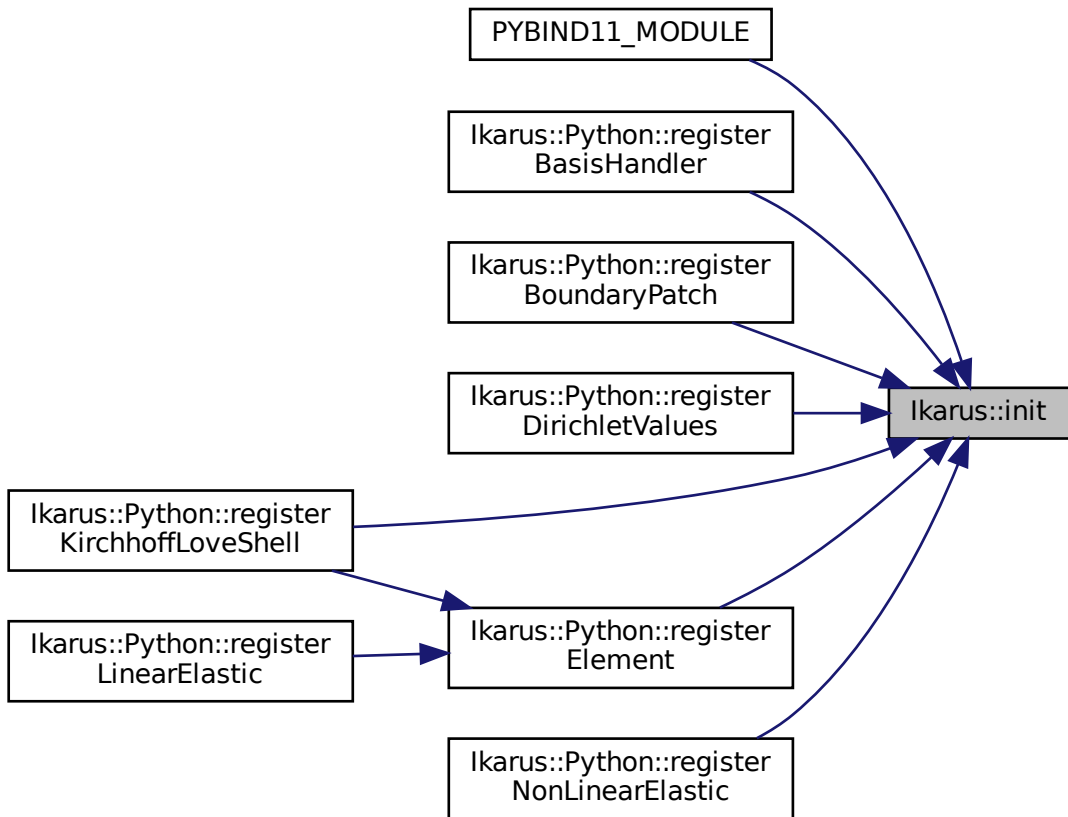 PYBIND11_MODULE
Ikarus::Python::register
BasisHandler
Ikarus::Python::register
BoundaryPatch
Ikarus::Python::register
DirichletValues
Ikarus::init
Ikarus::Python::register
KirchhoffLoveShell
Ikarus::Python::register
Element
Ikarus::Python::register
LinearElastic
Ikarus::Python::register
NonLinearElastic